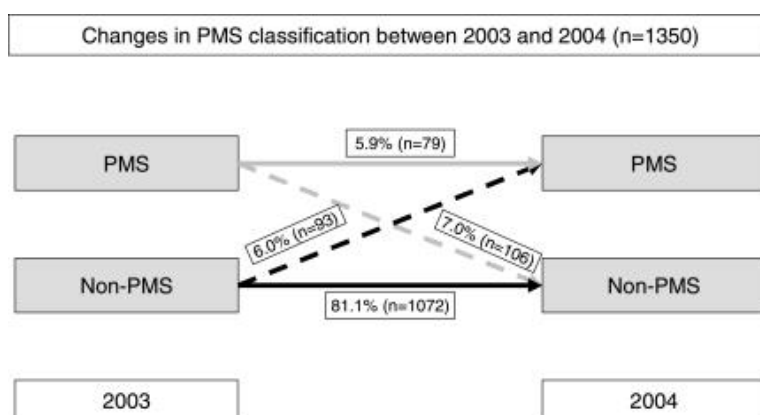 Changes in PMS classification between 2003 and 2004 (n=1350)
5.9% (n=79)
PMS
PMS
6.0% (n=93)
7.0% (n=106)
Non-PMS
Non-PMS
81.1% (n=1072)
2003
2004